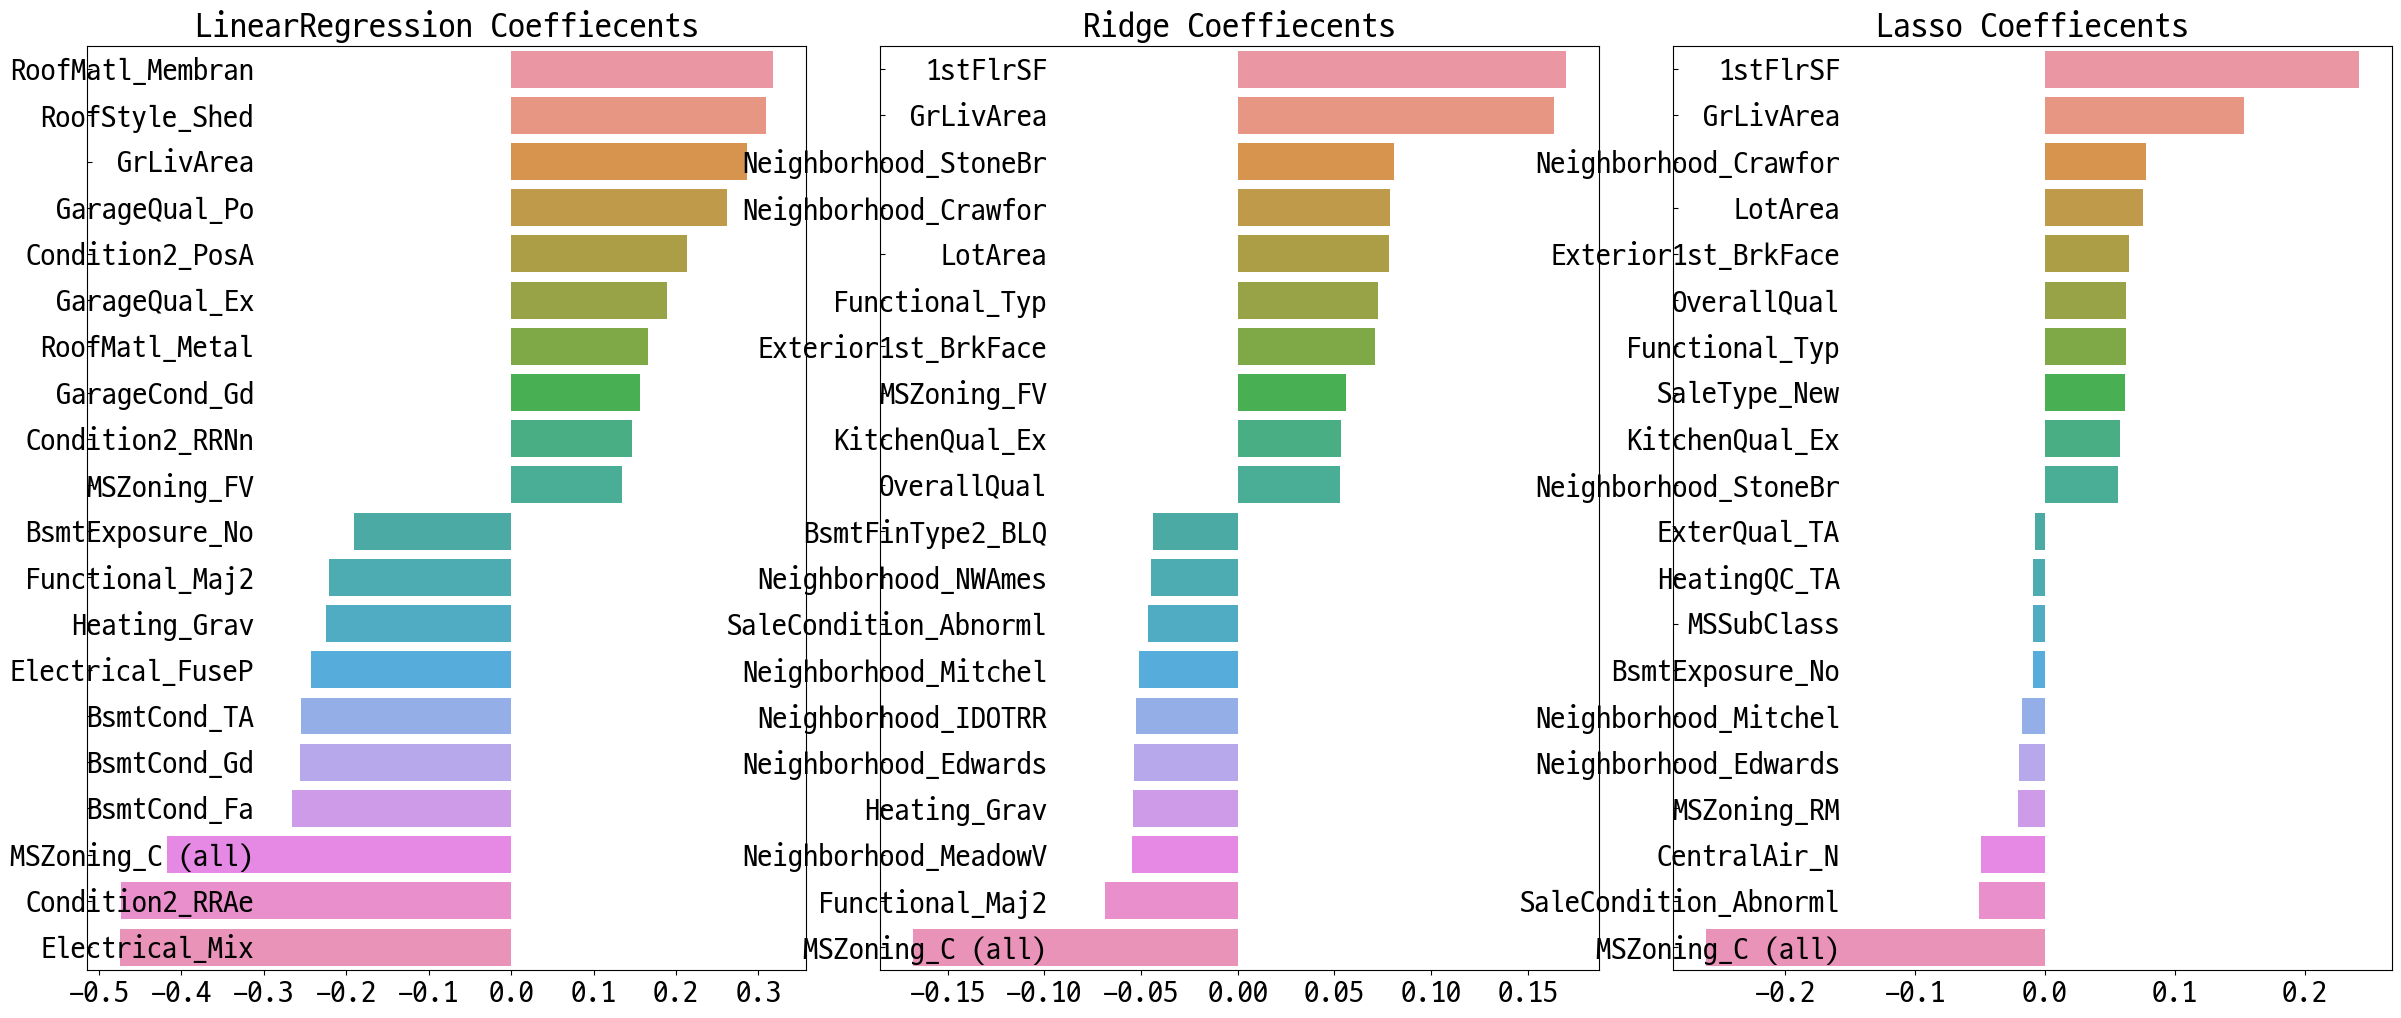 LinearRegression Coeffiecents
RoofMatl_Membran
RoofStyle_Shed
GrLivArea
GarageQual_Po
Condition2_PosA
GarageQual_Ex
RoofMatl_Metal
GarageCond_Gd
Condition2_RRNn
MSZoning_FV
BsmtExposure_No
Functional_Maj2
Heating_Grav
Electrical_FuseP
BsmtCond_TA
BsmtCond_Gd
BsmtCond_Fa
MSZoning_C (all)
Condition2_RRAe
Electrical_Mix
−0.5 −0.4 −0.3 −0.2 −0.1 0.0 0.1 0.2 0.3
Ridge Coeffiecents
1stFlrSF
GrLivArea
Neighborhood_StoneBr
Neighborhood_Crawfor
LotArea
Functional_Typ
Exterior1st_BrkFace
MSZoning_FV
KitchenQual_Ex
OverallQual
BsmtFinType2_BLQ
Neighborhood_NWAmes
SaleCondition_Abnorml
Neighborhood_Mitchel
Neighborhood_IDOTRR
Neighborhood_Edwards
Heating_Grav
Neighborhood_MeadowV
Functional_Maj2
MSZoning_C (all)
−0.15 −0.10 −0.05 0.00 0.05 0.10 0.15
Lasso Coeffiecents
1stFlrSF
GrLivArea
Neighborhood_Crawfor
LotArea
Exterior1st_BrkFace
OverallQual
Functional_Typ
SaleType_New
KitchenQual_Ex
Neighborhood_StoneBr
ExterQual_TA
HeatingQC_TA
MSSubClass
BsmtExposure_No
Neighborhood_Mitchel
Neighborhood_Edwards
MSZoning_RM
CentralAir_N
SaleCondition_Abnorml
MSZoning_C (all)
−0.2 −0.1 0.0 0.1 0.2